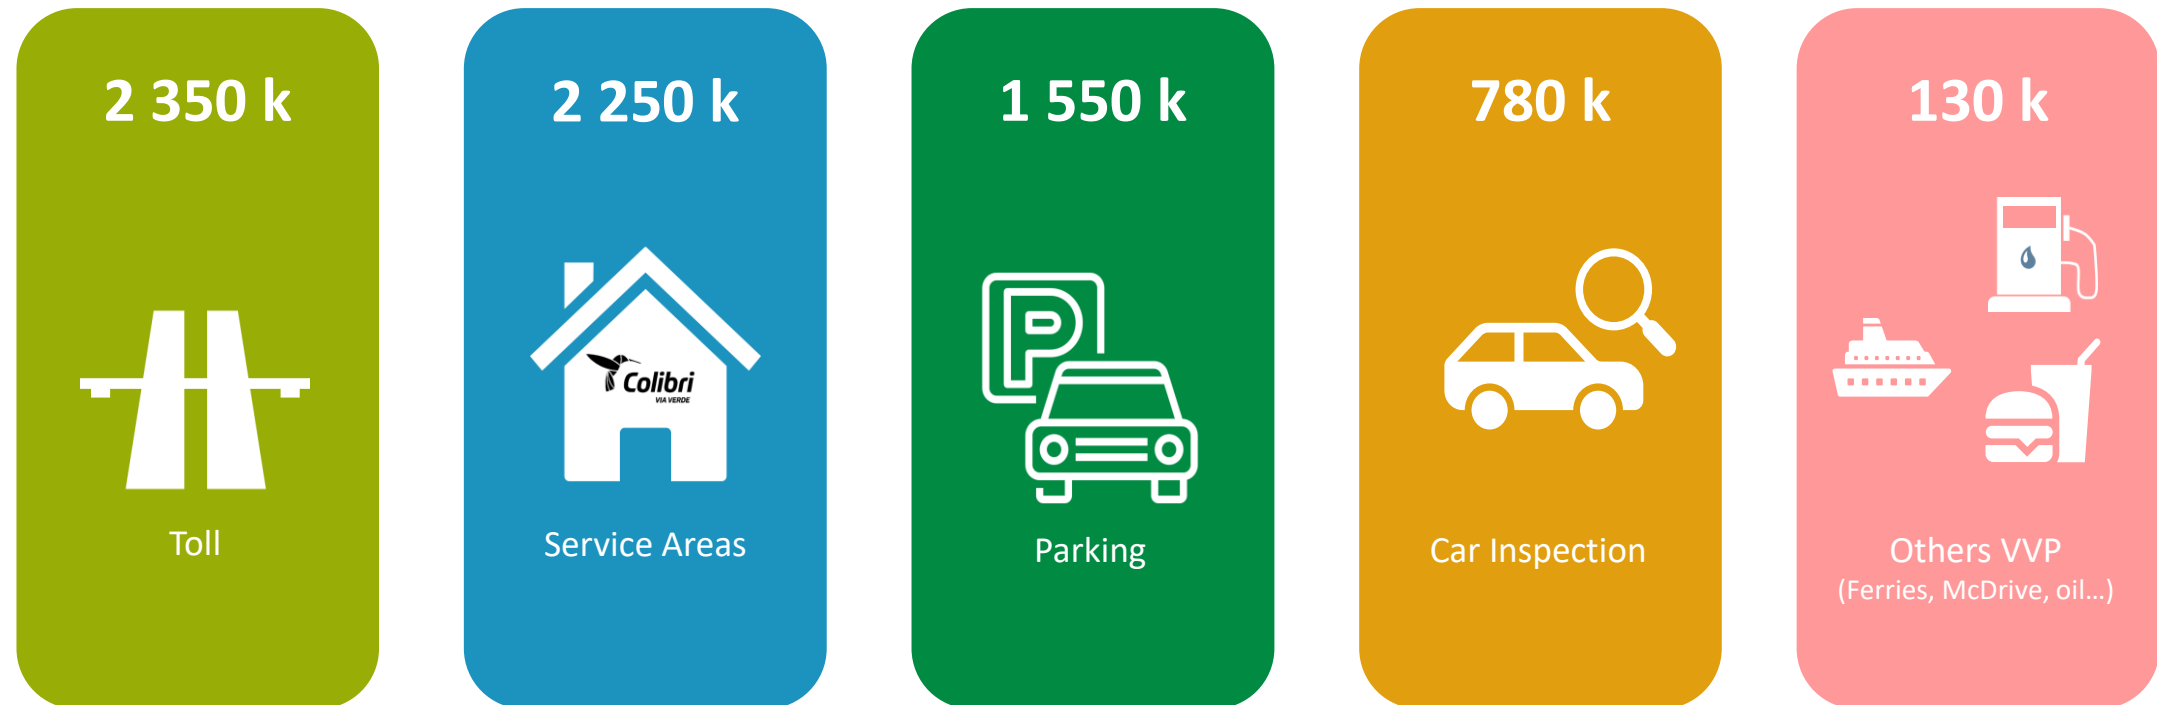 2 350 k
Toll
2 250 k
Colibri
VIA VERDE
Service Areas
1 550 k
P
Parking
780 k
Car Inspection
130 k
Others VVP
(Ferries, McDrive, oil...)